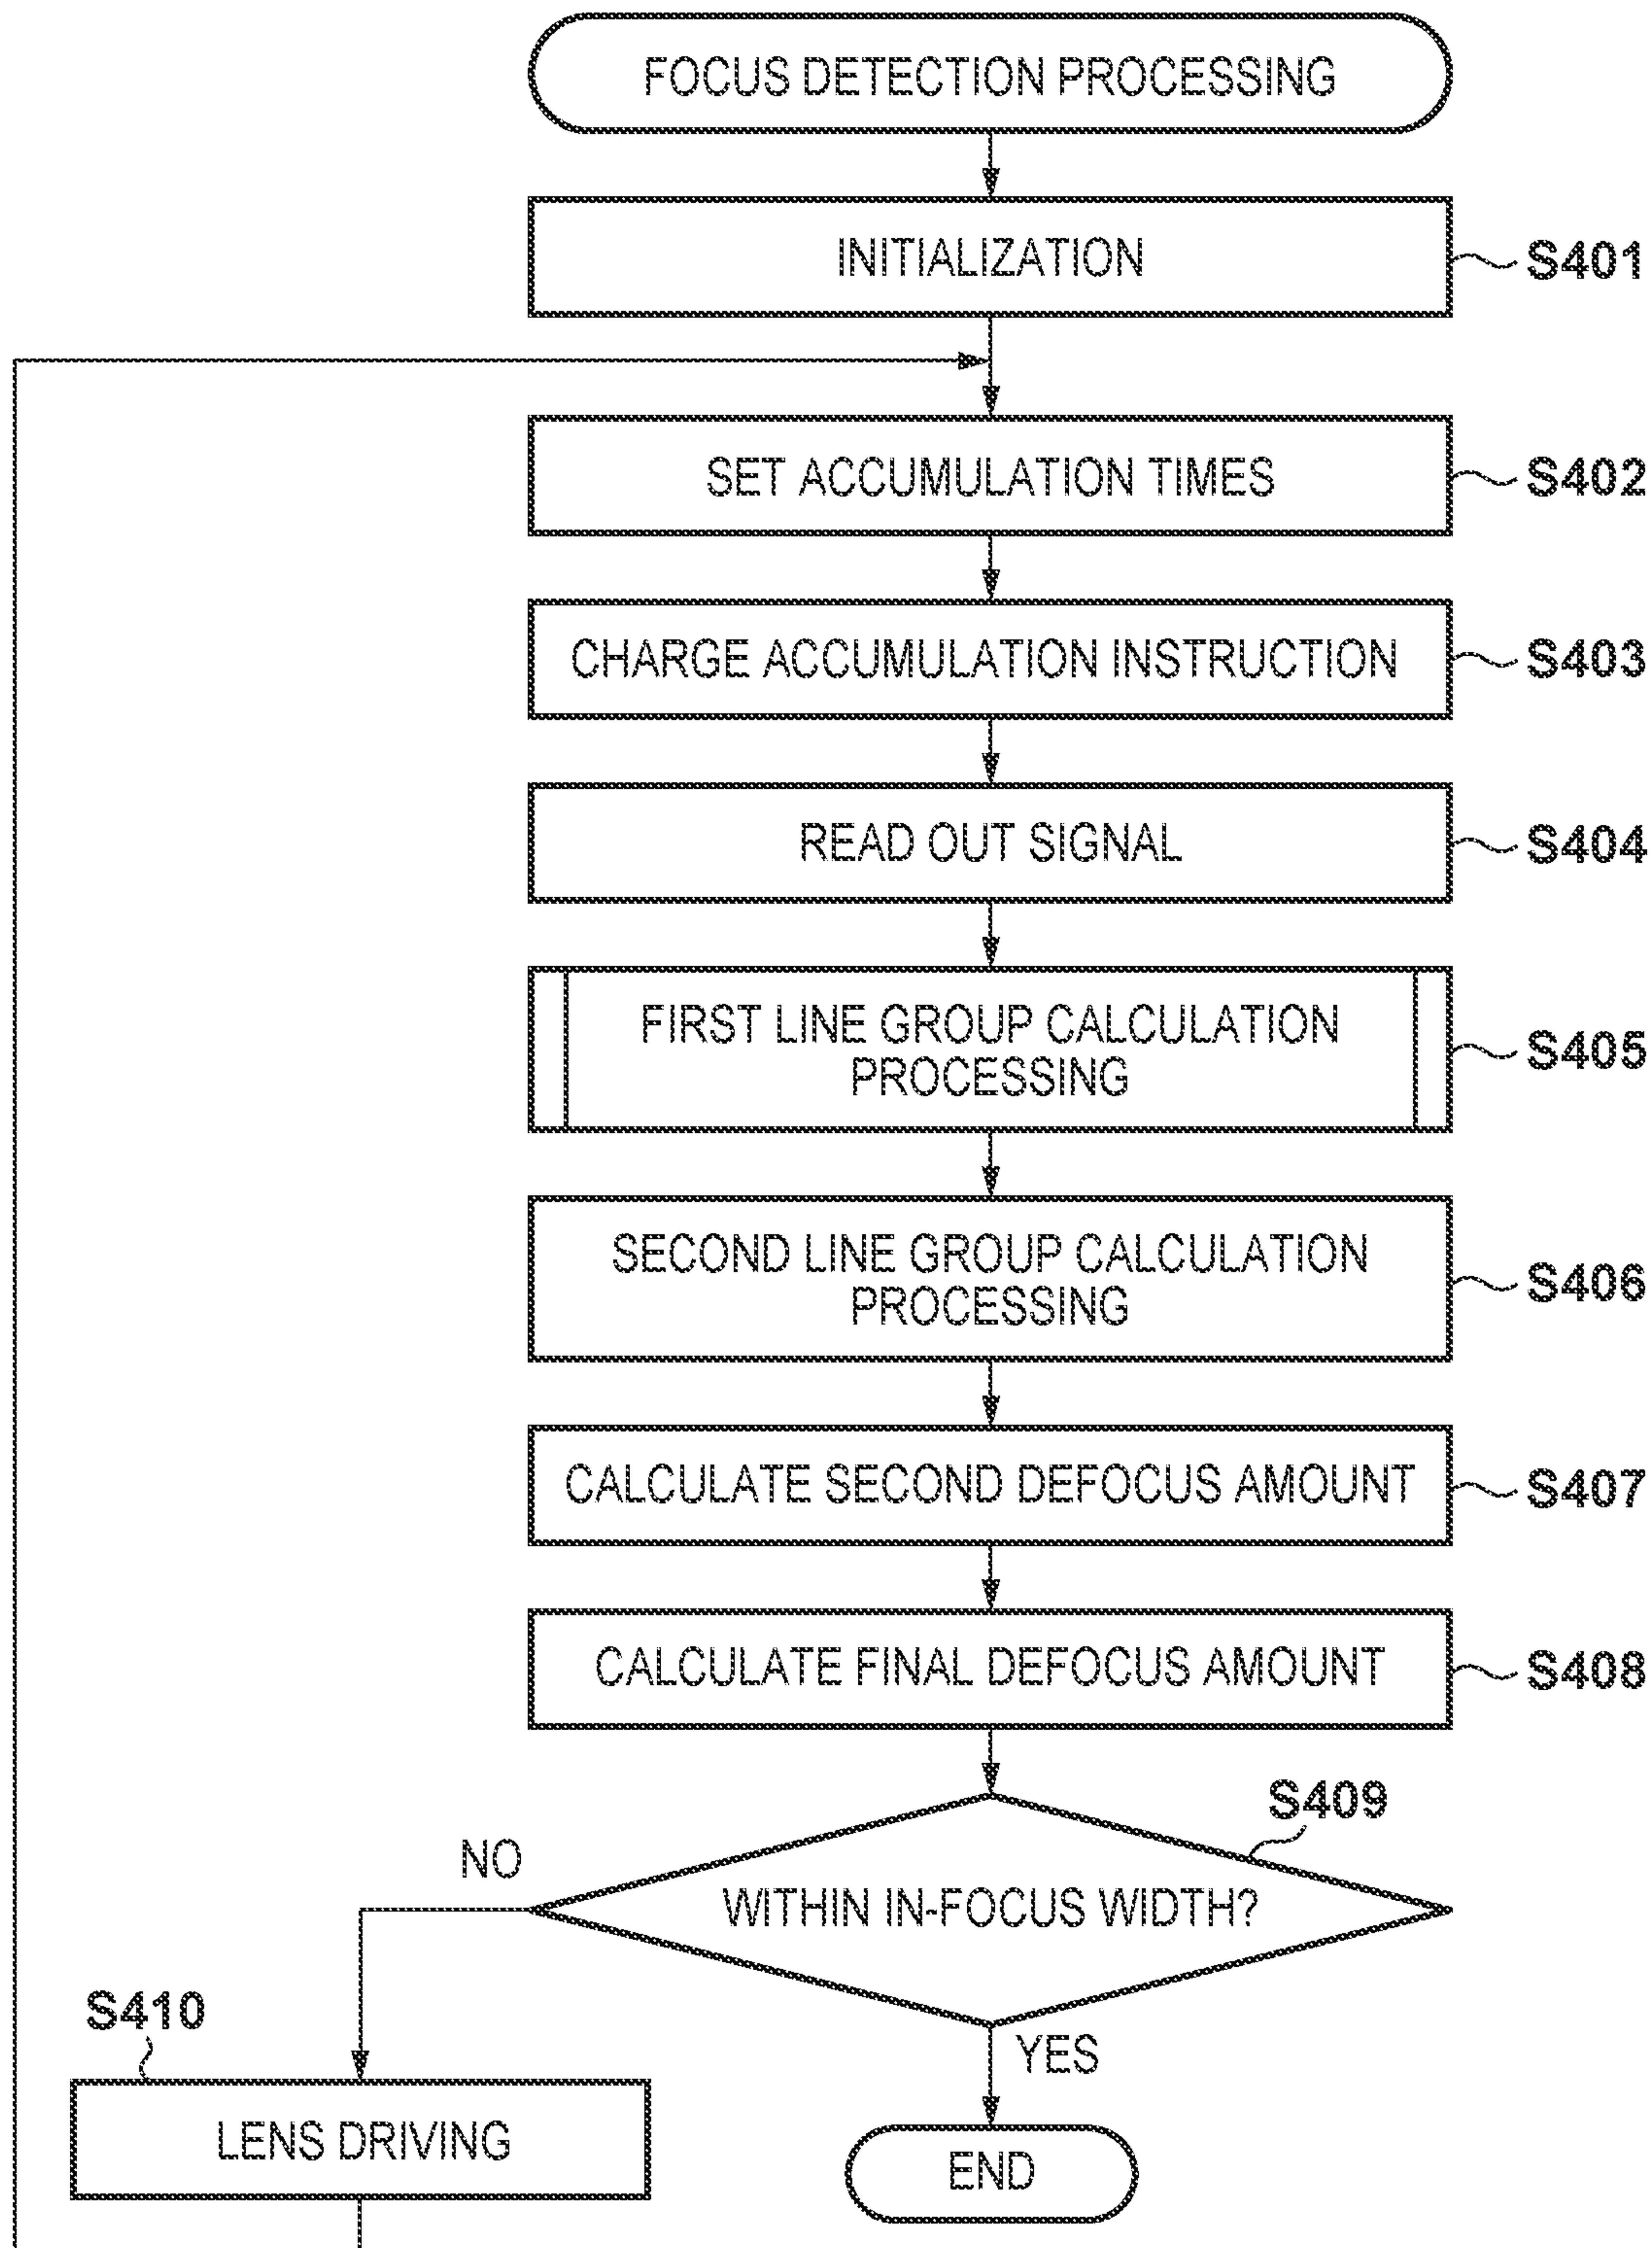 FOCUS DETECTION PROCESSING
INITIALIZATION
S401
SET ACCUMULATION TIMES
S402
CHARGE ACCUMULATION INSTRUCTION
S403
READ OUT SIGNAL
S404
FIRST LINE GROUP CALCULATION
PROCESSING
S405
SECOND LINE GROUP CALCULATION
PROCESSING
S406
CALCULATE SECOND DEFOCUS AMOUNT
S407
CALCULATE FINAL DEFOCUS AMOUNT
S408
S409
NO
WITHIN IN-FOCUS WIDTH?
S410
YES
LENS DRIVING
END